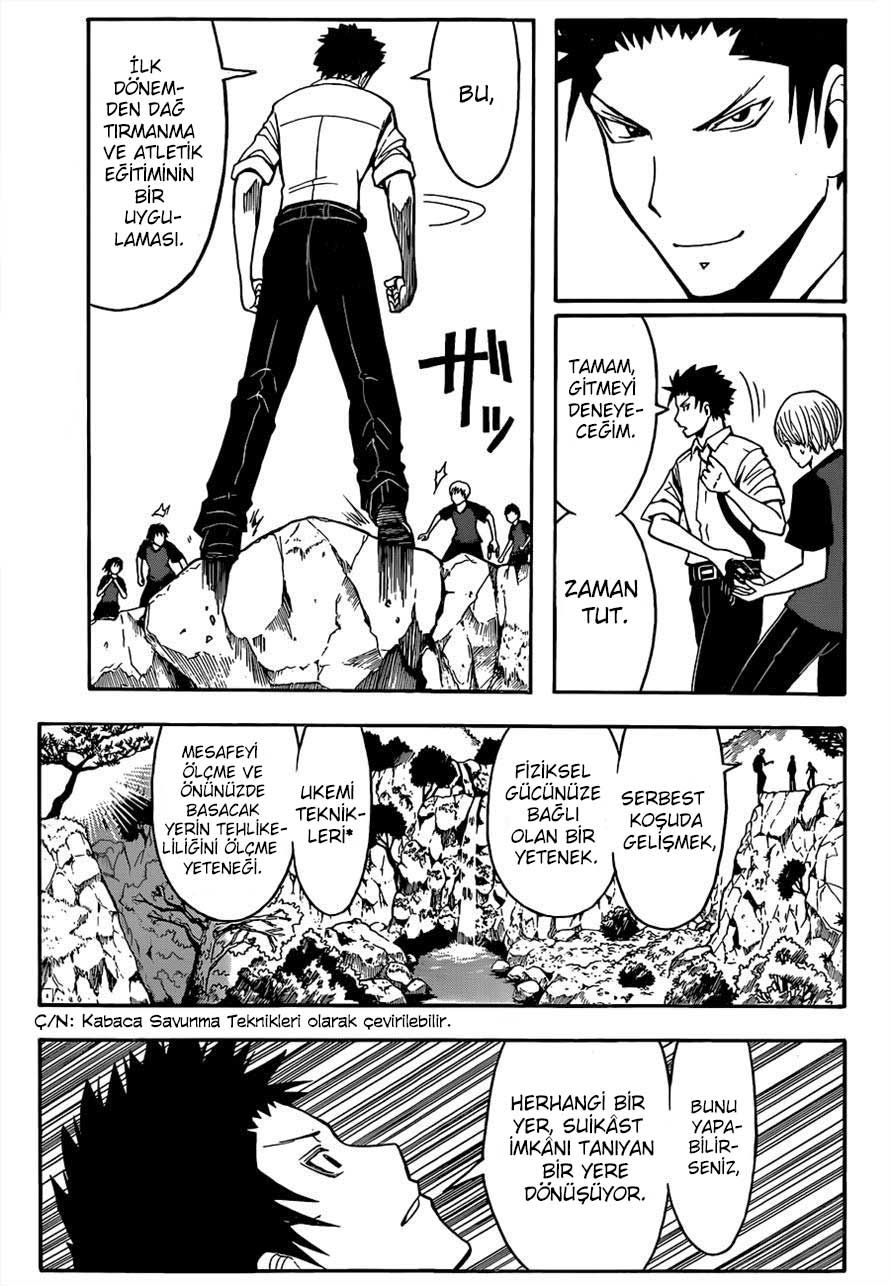 TAMAM,
GİTMEYİ
DENEYE-
CEĞİM.
ZAMAN
TUT.
BU,
İLK
DÖNEM-
DEN DAĞ
TIRMANMA
VE ATLETİK
EĞİTİMİNİN
BİR
UYGU-
LAMASI.
ザッ
SERBEST
KOŞUDA
GELİŞMEK,
FİZİKSEL
GÜCÜNÜZE
BAĞLI
OLAN BİR
YETENEK.
UKEMİ
TEKNİK-
LERİ*
MESAFEYİ
ÖLÇME VE
ÖNÜNÜZDE
BASACAK
YERİN TEHLİKE-
LİLİĞİNİ ÖLÇME
YETENEĞİ.
Ç/N: Kabaca Savunma Teknikleri olarak çevirilebilir.
BUNU
YAPA-
BİLİR-
SENİZ,
HERHANGİ BİR
YER, SUİKÂST
İMKÂNI TANIYAN
BİR YERE
DÖNÜŞÜYOR.